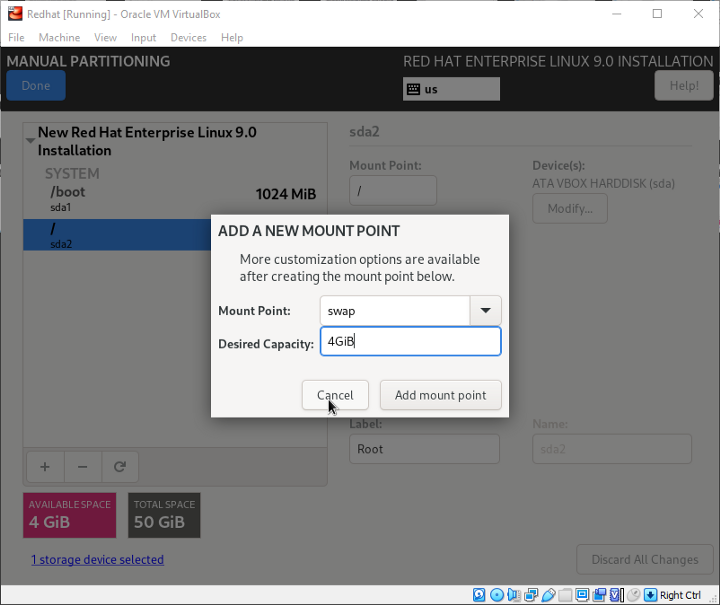 Redhat [Running] - Oracle VM VirtualBox
File Machine View Input Devices Help
MANUAL PARTITIONING
RED HAT ENTERPRISE LINUX 9.0 INSTALLATION
Done
us
Help!
New Red Hat Enterprise Linux 9.0
Installation
SYSTEM
/boot
1024 MiB
sda1
/
sda2
sda2
Mount Point:
/
Device(s):
ATA VBOX HARDDISK (sda)
Modify...
ADD A NEW MOUNT POINT
More customization options are available
after creating the mount point below.
Mount Point:
swap
Desired Capacity:
4GiB
Cancel
Add mount point
Label:
Root
Name:
sda2
+ −
AVAILABLE SPACE
4 GiB
TOTAL SPACE
50 GiB
1 storage device selected
Discard All Changes
Right Ctrl